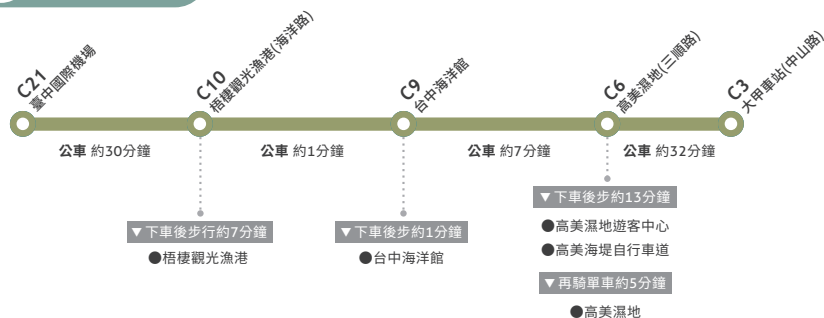 C21
臺中國際機場
C10
梧棲觀光漁港(海洋路)
C9
台中海洋館
C6
高美濕地(三順路)
C3
大甲車站(中山路)
公車 約30分鐘
公車 約1分鐘
公車 約7分鐘
公車 約32分鐘
▼下車後步行約7分鐘
●梧棲觀光漁港
▼下車後步約1分鐘
●台中海洋館
▼下車後步約13分鐘
●高美濕地遊客中心
●高美海堤自行車道
▼再騎單車約5分鐘
●高美濕地